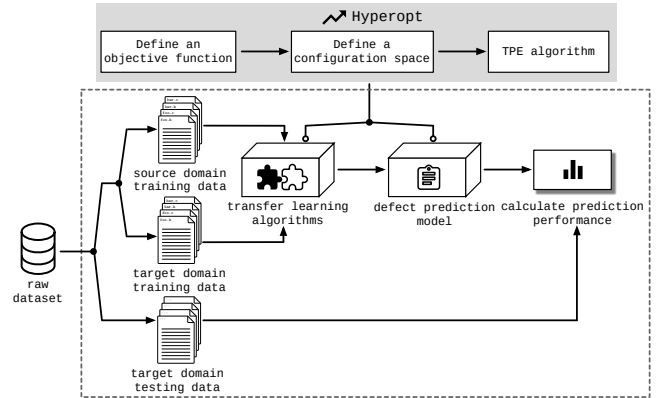 Hyperopt
Define an
objective function
Define a
configuration space
TPE algorithm
source domain
training data
transfer learning
algorithms
defect prediction
model
calculate prediction
performance
target domain
training data
raw
dataset
target domain
testing data